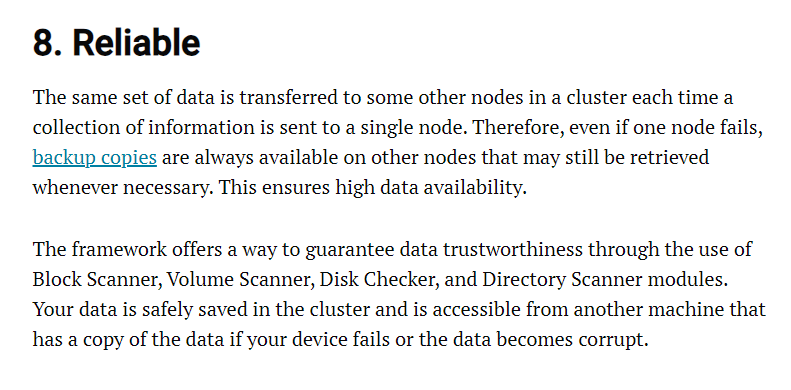 8. Reliable
The same set of data is transferred to some other nodes in a cluster each time a
collection of information is sent to a single node. Therefore, even if one node fails,
backup copies are always available on other nodes that may still be retrieved
whenever necessary. This ensures high data availability.
The framework offers a way to guarantee data trustworthiness through the use of
Block Scanner, Volume Scanner, Disk Checker, and Directory Scanner modules.
Your data is safely saved in the cluster and is accessible from another machine that
has a copy of the data if your device fails or the data becomes corrupt.